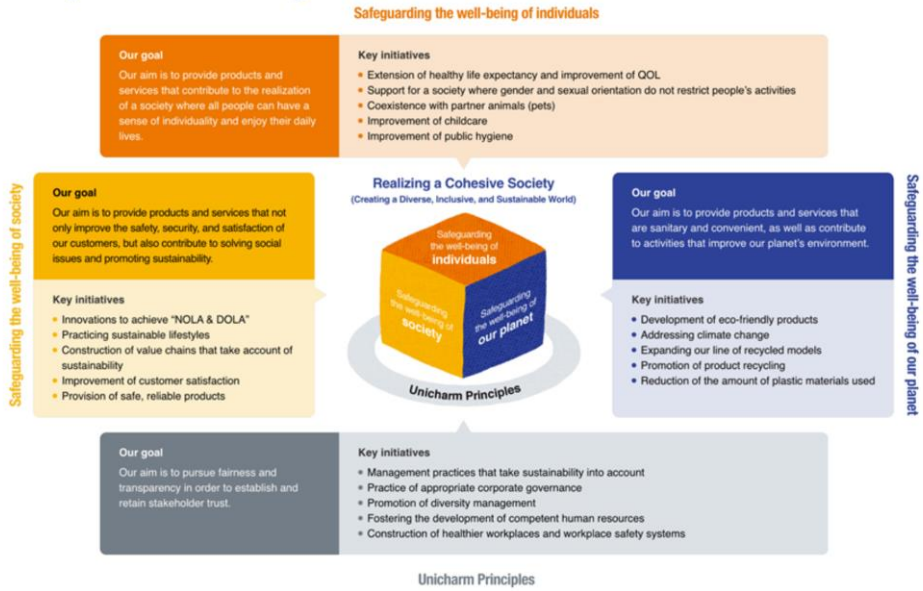 Safeguarding the well-being of individuals
Our goal
Our aim is to provide products and
services that contribute to the realization
of a society where all people can have a
sense of individuality and enjoy their daily
lives.
Key initiatives
• Extension of healthy life expectancy and improvement of QOL
• Support for a society where gender and sexual orientation do not restrict people's activities
• Coexistence with partner animals (pets)
• Improvement of childcare
• Improvement of public hygiene
Safeguarding the well-being of society
Our goal
Our aim is to provide products and services that not
only improve the safety, security, and satisfaction of
our customers, but also contribute to solving social
issues and promoting sustainability.
Key initiatives
• Innovations to achieve "NOLA & DOLA"
• Practicing sustainable lifestyles
• Construction of value chains that take account of
sustainability
• Improvement of customer satisfaction
• Provision of safe, reliable products
Realizing a Cohesive Society
(Creating a Diverse, Inclusive, and Sustainable World)
Safeguarding
the well-being of
individuals
Safeguarding
the well-being of
society
Safeguarding
the well-being of
our planet
Unicharm Principles
Our goal
Our aim is to provide products and services that
are sanitary and convenient, as well as contribute
to activities that improve our planet's environment.
Key initiatives
• Development of eco-friendly products
• Addressing climate change
• Expanding our line of recycled models
• Promotion of product recycling
• Reduction of the amount of plastic materials used
Safeguarding the well-being of our planet
Our goal
Our aim is to pursue fairness and
transparency in order to establish and
retain stakeholder trust.
Key initiatives
• Management practices that take sustainability into account
• Practice of appropriate corporate governance
• Promotion of diversity management
• Fostering the development of competent human resources
• Construction of healthier workplaces and workplace safety systems
Unicharm Principles